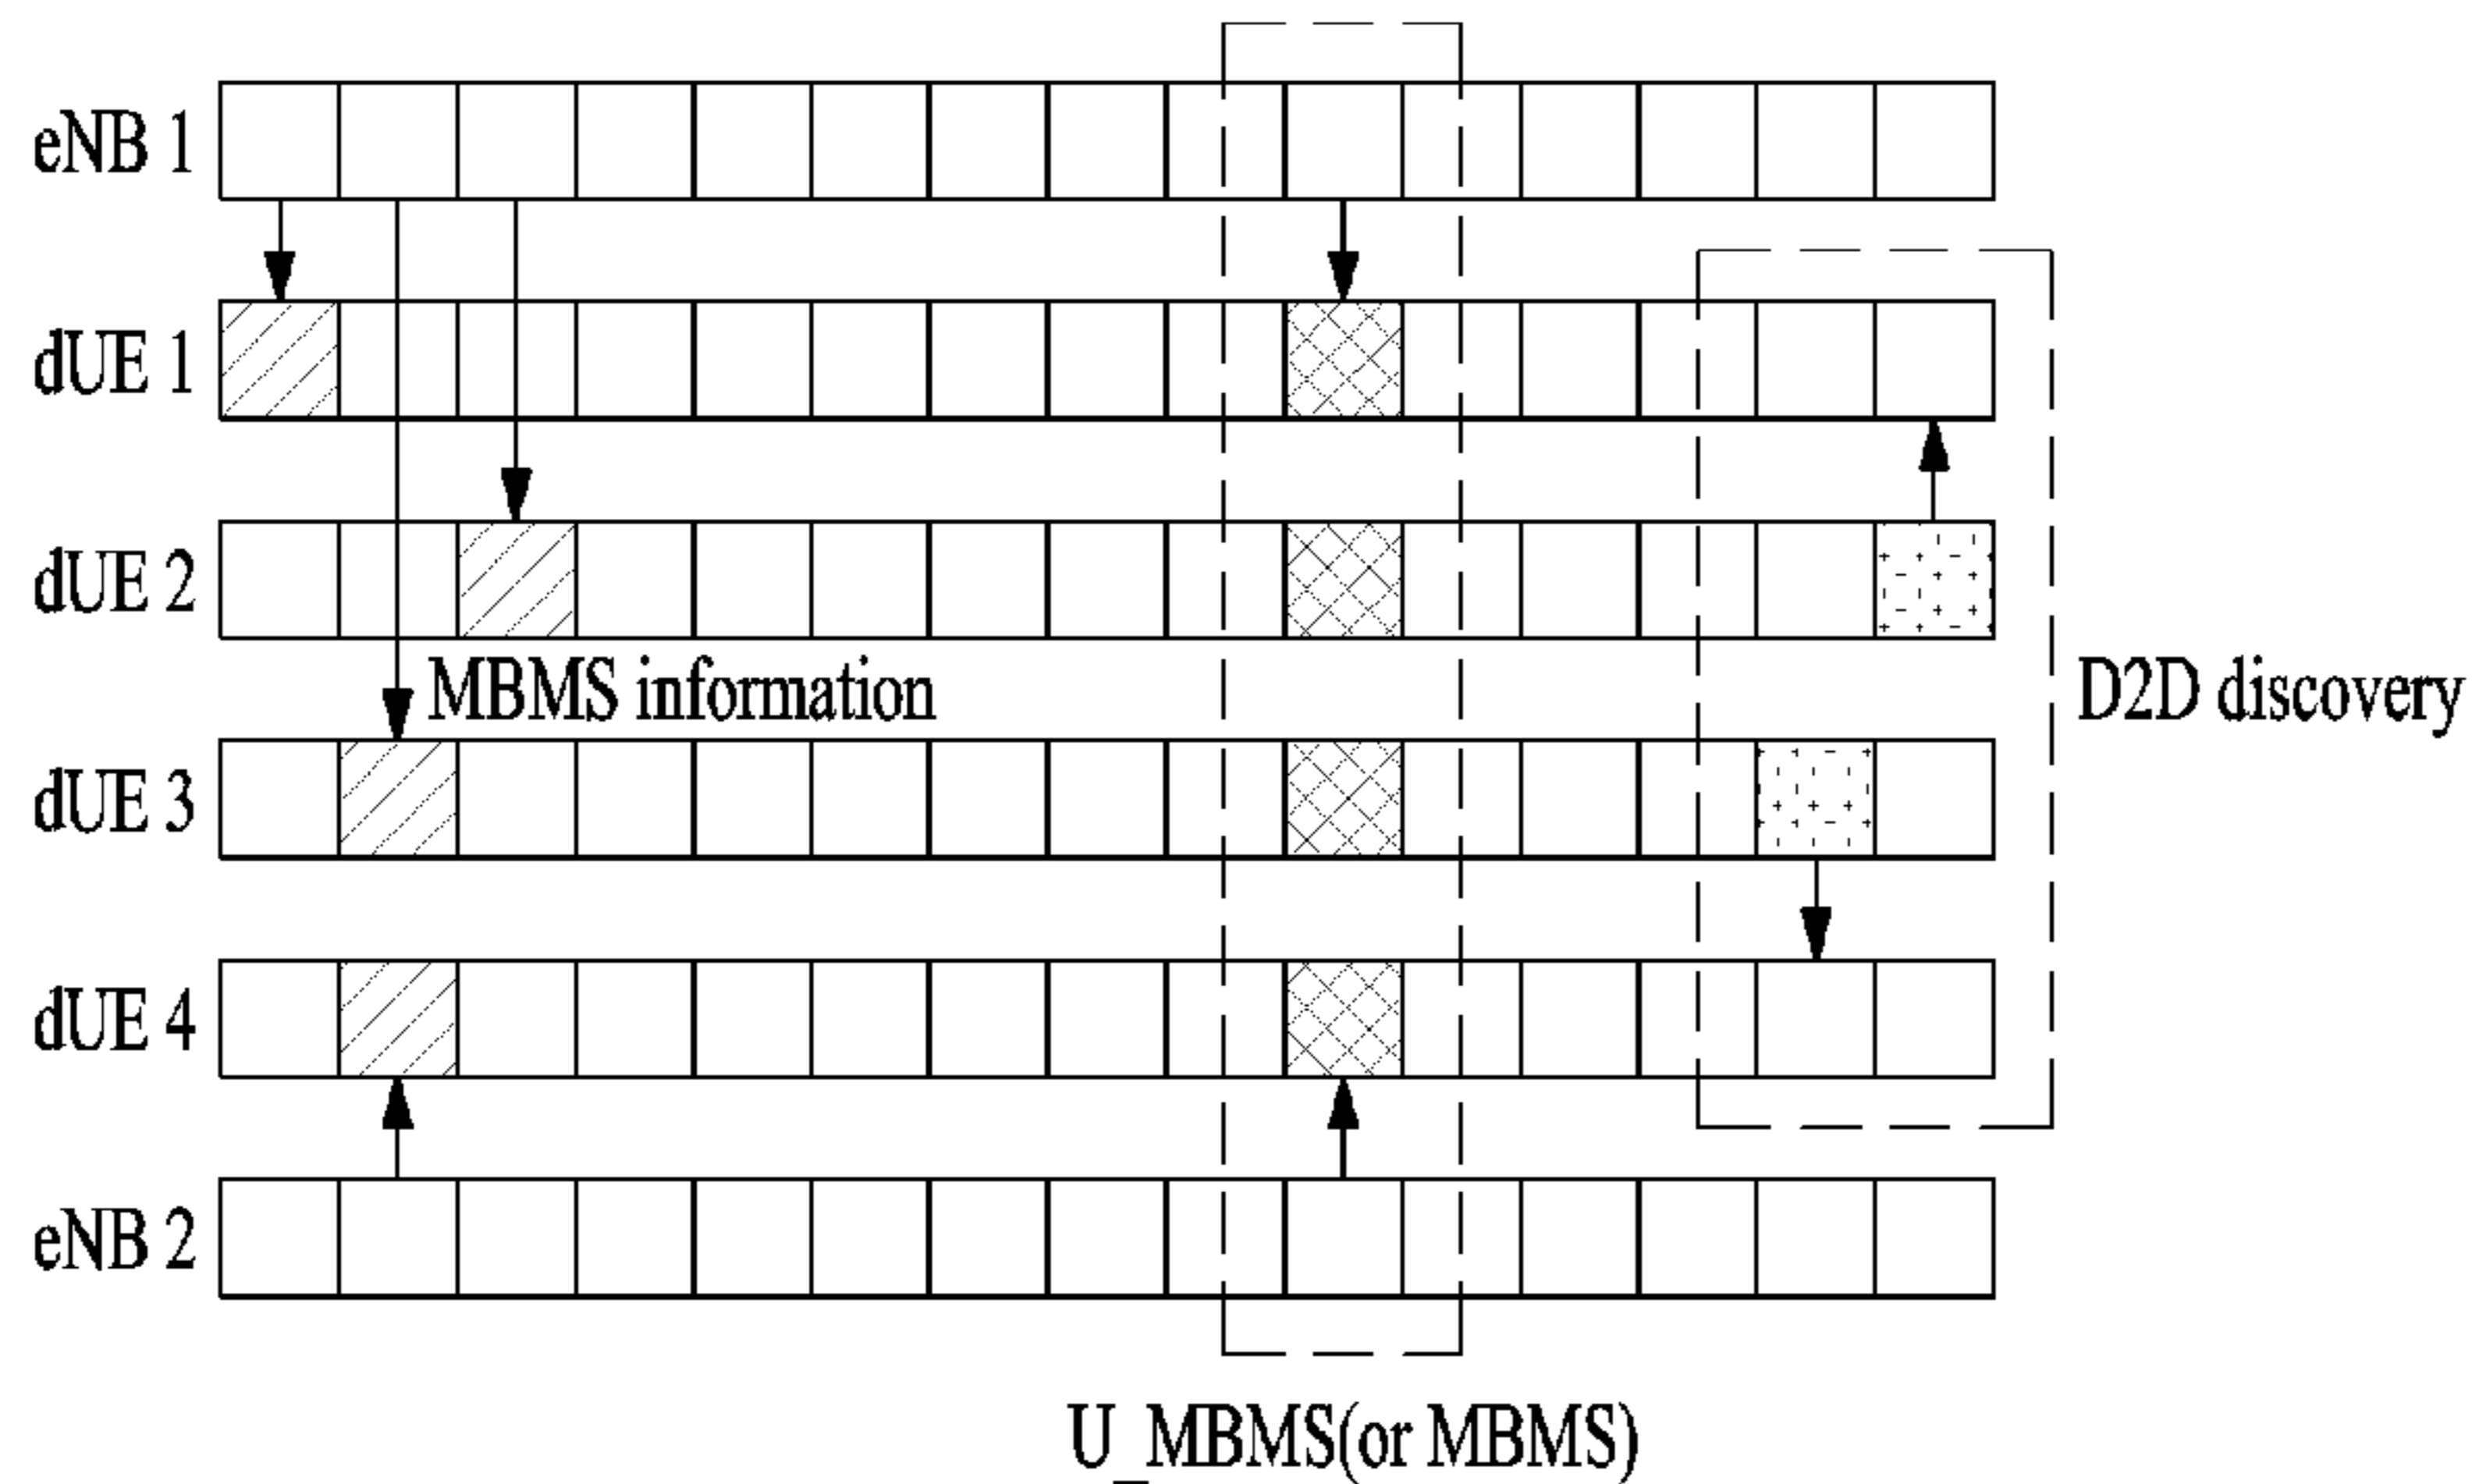 eNB 1
dUE 1
dUE 2
MBMS information
D2D discovery
dUE 3
dUE 4
eNB 2
U_MBMS(or MBMS)